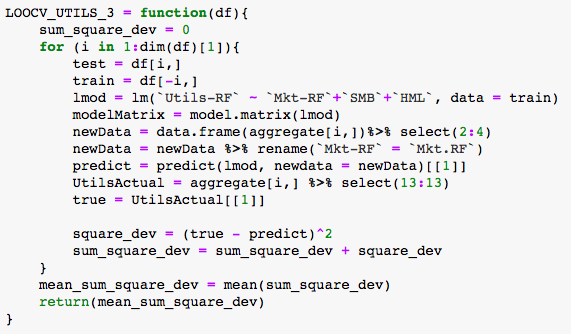 LOOCV_UTILS_3 = function(df){
    sum_square_dev = 0
    for (i in 1:dim(df)[1]){
        test = df[i,]
        train = df[-i,]
        lmod = lm(`Utils-RF` ~ `Mkt-RF`+`SMB`+`HML`, data = train)
        modelMatrix = model.matrix(lmod)
        newData = data.frame(aggregate[i,])%>% select(2:4)
        newData = newData %>% rename(`Mkt-RF` = `Mkt.RF`)
        predict = predict(lmod, newdata = newData)[[1]]
        UtilsActual = aggregate[i,] %>% select(13:13)
        true = UtilsActual[[1]]

        square_dev = (true - predict)^2
        sum_square_dev = sum_square_dev + square_dev
    }
    mean_sum_square_dev = mean(sum_square_dev)
    return(mean_sum_square_dev)
}